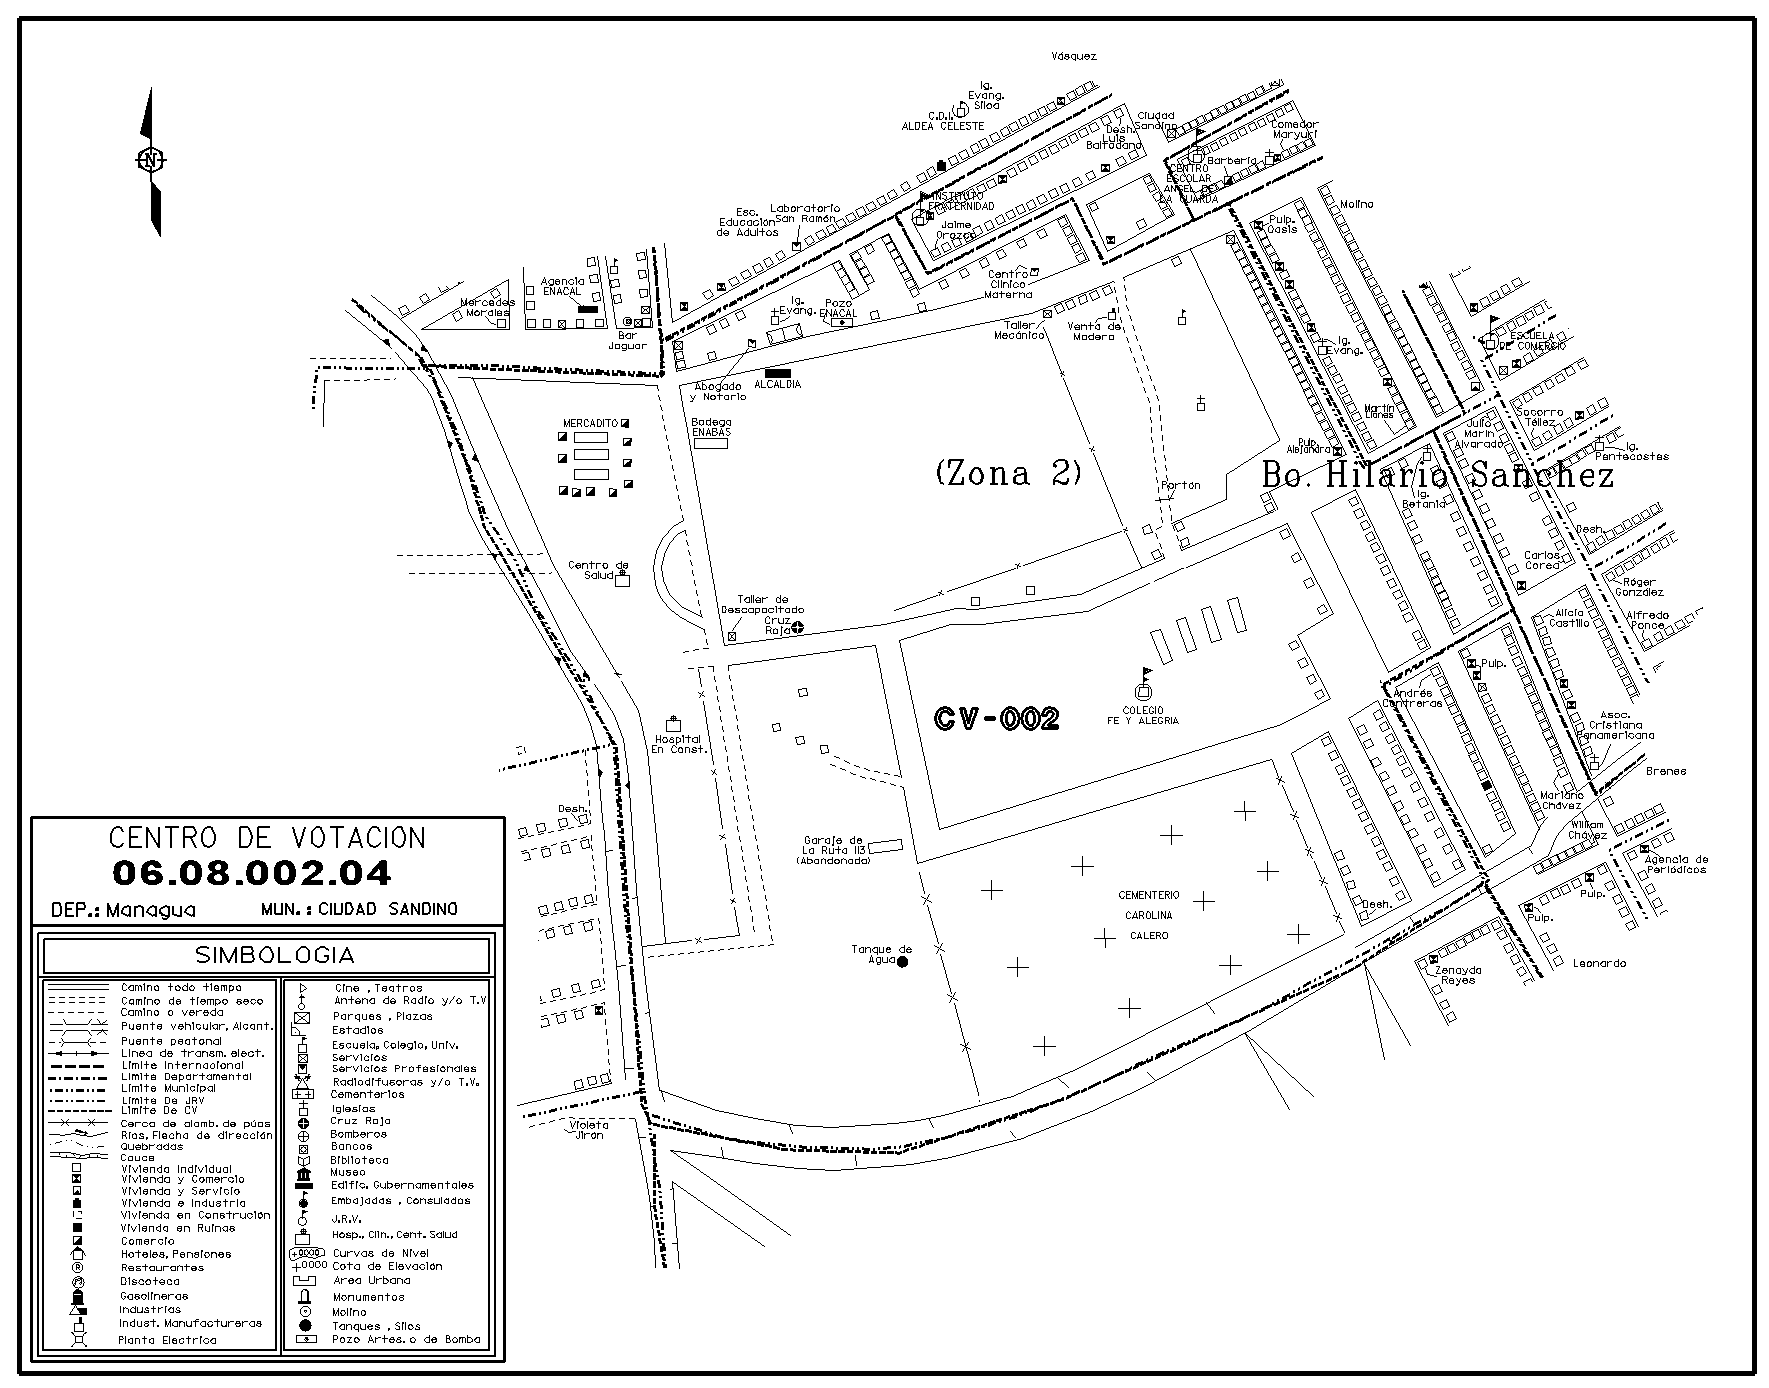 Vásquez
Ig.
Evang.
Siloa
C.D.I.
ALDEA CELESTE
Ciudad
Sandino
Desh.
Luis
Baltodano
Comedor
Maryuri
Barbería
CENTRO
ESCOLAR
ANGEL DE
LA GUARDA
Molino
N
INSTITUTO
FRATERNIDAD
Jaime
Orozco
Laboratorio
San Ramón
Esc.
Educación
de Adultos
Pulp.
Oasis
Agencia
ENACAL
Mercedes
Morales
Bar
Jaguar
Ig.
Evang.
Pozo
ENACAL
Centro
Clínico
Materna
Taller
Mecánico
Venta de
Madera
Ig.
Evang.
ESCUELA
DE COMERCIO
Abogado
y Notario
ALCALDIA
MERCADITO
Badega
ENABAS
Martín
Llanes
Socorro
Téllez
Julio
Marín
Alvarado
Pulp.
Alejandra
Ig.
Pentecostes
(Zona 2)
Bo. Hilario Sanchez
Portón
Ig.
Betania
Desh.
Carlos
Corea
Centro de
Salud
Róger
González
Taller de
Descapacitado
Cruz
Roja
Alicia
Castillo
Alfredo
Ponce
Pulp.
Andrés
Contreras
COLEGIO
FE Y ALEGRIA
CV-002
Asoc.
Cristiana
Panamericana
Hospital
En Const.
Brenes
Mariano
Chávez
William
Chávez
Desh.
Garaje de
La Ruta 113
(Abandonada)
Agencia de
Periódicos
CEMENTERIO
CAROLINA
CALERO
Desh.
Pulp.
Pulp.
Tanque de
Agua
Zenayda
Reyes
Leonardo
Violeta
Jirón
CENTRO DE VOTACION
06.08.002.04
DEP.: Managua MUN.: CIUDAD SANDINO
SIMBOLOGIA
Camino todo tiempo
Camino de tiempo seco
Camino o vereda
Puente vehicular, Alcant.
Puente peatonal
Linea de transm. elect.
Limite Internacional
Limite Departamental
Limite Municipal
Limite De JRV
Limite De CV
Cerca de alamb. de púas
Ríos, Flecha de dirección
Quebradas
Cauce
Vivienda Individual
Vivienda y Comercio
Vivienda y Servicio
Vivienda e Industria
Vivienda en Construción
Vivienda en Ruinas
Comercio
Hoteles, Pensiones
Restaurantes
Discoteca
Gasolineras
Industrias
Indust. Manufactureras
Planta Electrica
Cine , Teatros
Antena de Radio y/o T.V
Parques , Plazas
Estadios
Escuela, Colegio, Univ.
Servicios
Servicios Profesionales
Radiodifusoras y/o T.V.
Cementerios
Iglesias
Cruz Roja
Bomberos
Bancos
Biblioteca
Museo
Edific. Gubernamentales
Embajadas , Consulados
J.R.V.
Hosp., Clin., Cent. Salud
Curvas de Nivel
Cota de Elevación
Area Urbana
Monumentos
Molino
Tanques , Silos
Pozo Artes. o de Bomba